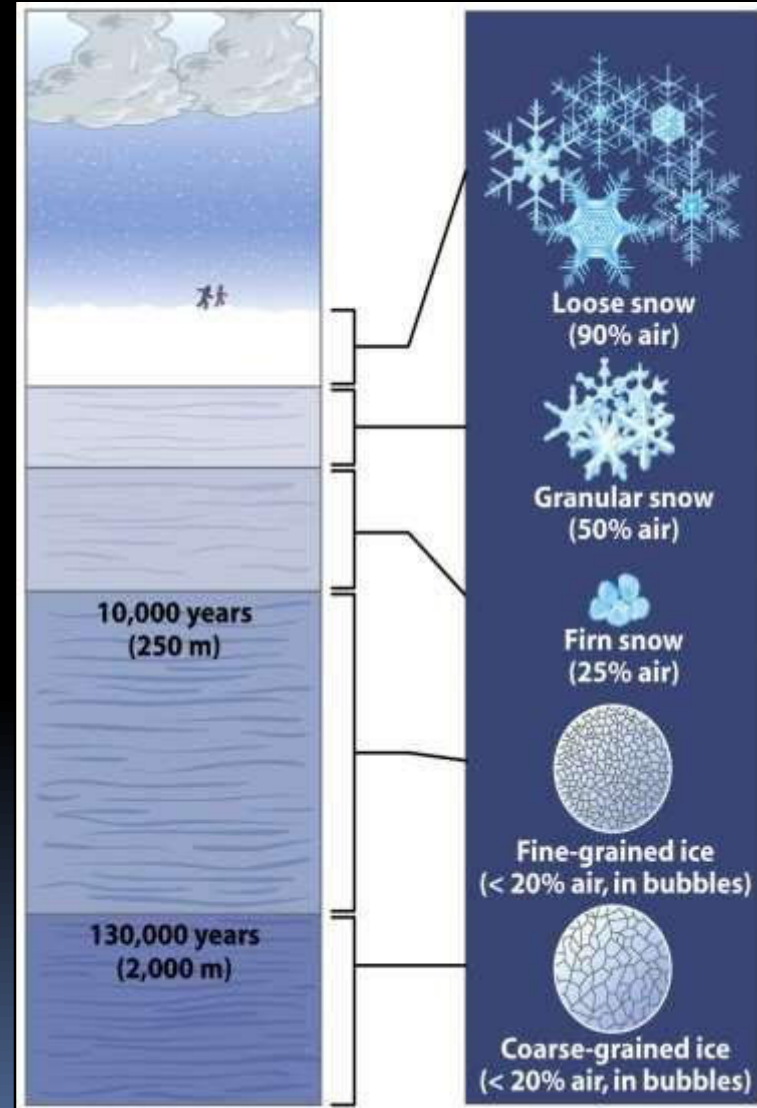 Loose snow
(90% air)
Granular snow
(50% air)
Firn snow
(25% air)
10,000 years
(250 m)
Fine-grained ice
(< 20% air, in bubbles)
130,000 years
(2,000 m)
Coarse-grained ice
(< 20% air, in bubbles)